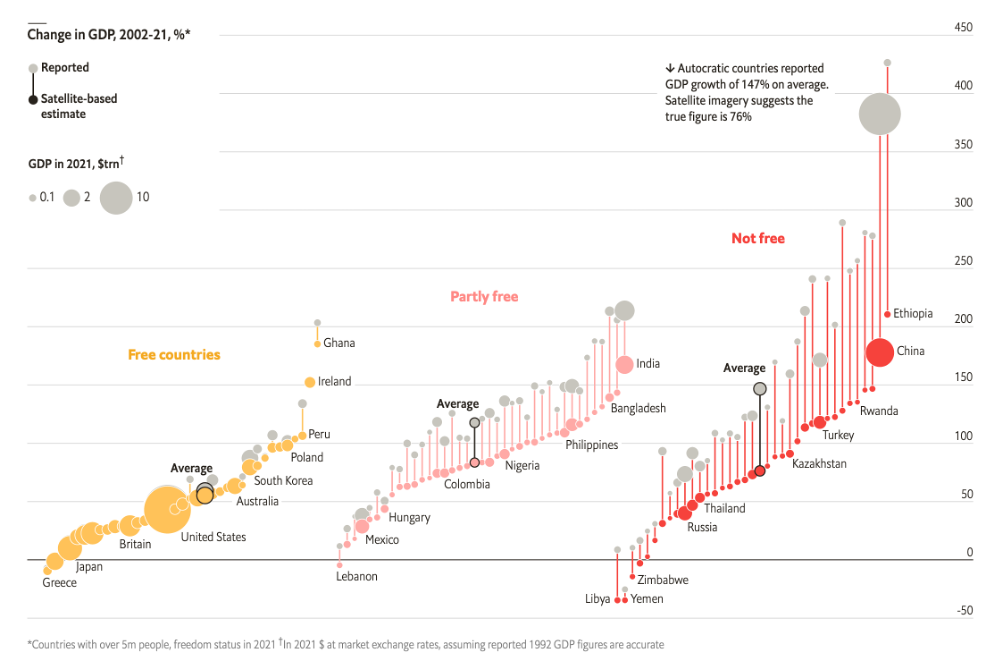 Change in GDP, 2002-21, %*
Reported
Satellite-based
estimate
GDP in 2021, $trn†
0.1
2
10
↓ Autocratic countries reported
GDP growth of 147% on average.
Satellite imagery suggests the
true figure is 76%
450
400
350
300
250
200
150
100
50
0
-50
Free countries
Ghana
Ireland
Peru
Poland
South Korea
Average
Australia
United States
Britain
Japan
Greece
Partly free
India
Bangladesh
Average
Philippines
Nigeria
Colombia
Hungary
Mexico
Lebanon
Not free
Ethiopia
China
Average
Rwanda
Turkey
Kazakhstan
Thailand
Russia
Zimbabwe
Libya
Yemen
*Countries with over 5m people, freedom status in 2021 †In 2021 $ at market exchange rates, assuming reported 1992 GDP figures are accurate